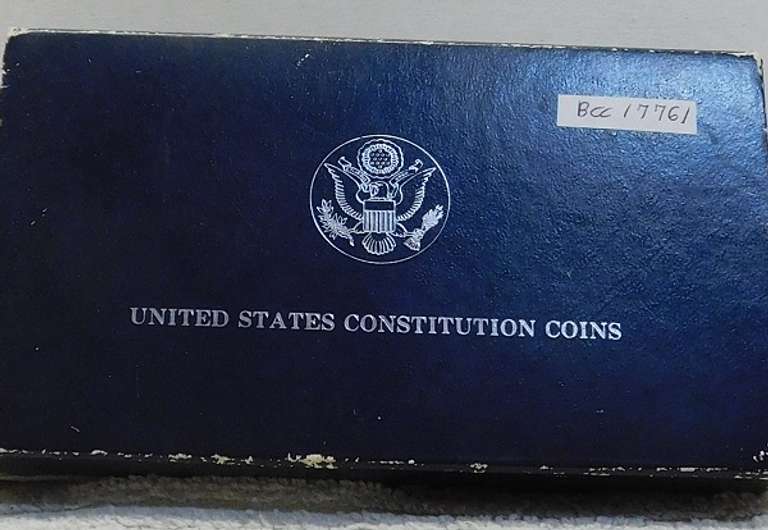 Bcc 17761
UNITED STATES CONSTITUTION COINS